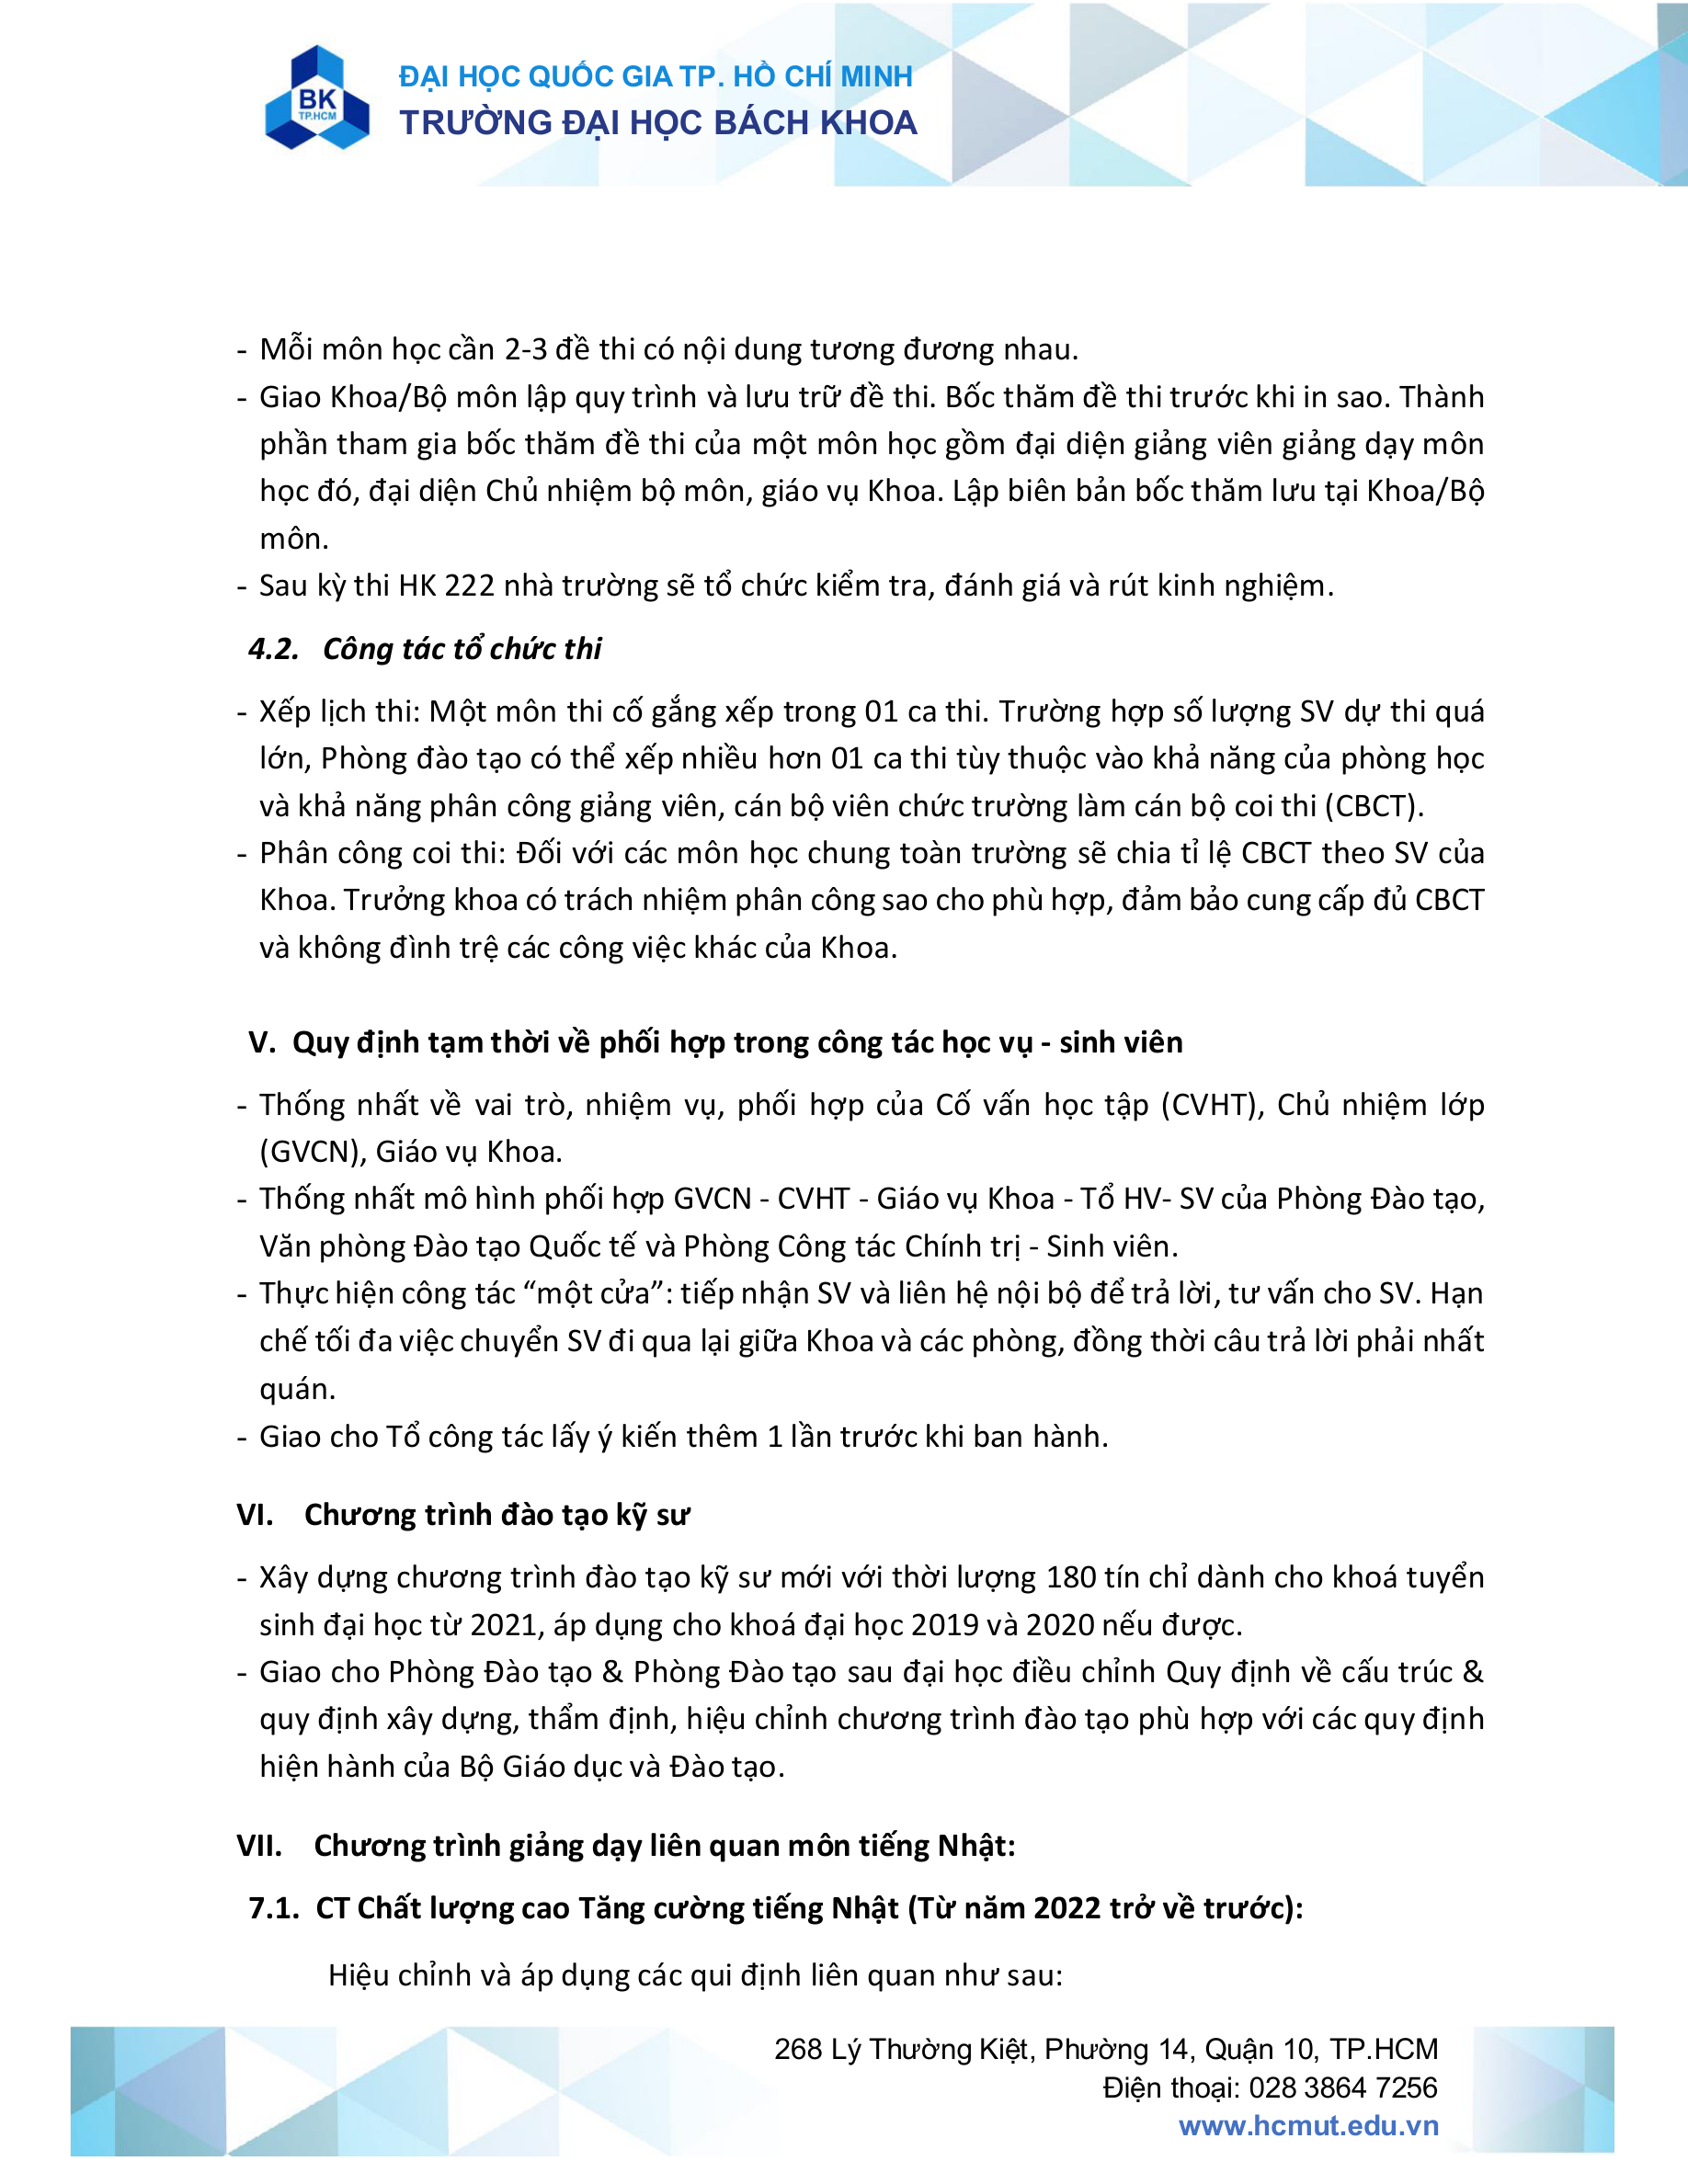 BK
TP.HCM
ĐẠI HỌC QUỐC GIA TP. HỒ CHÍ MINH
TRƯỜNG ĐẠI HỌC BÁCH KHOA
- Mỗi môn học cần 2-3 đề thi có nội dung tương đương nhau.
- Giao Khoa/Bộ môn lập quy trình và lưu trữ đề thi. Bốc thăm đề thi trước khi in sao. Thành
phần tham gia bốc thăm đề thi của một môn học gồm đại diện giảng viên giảng dạy môn
học đó, đại diện Chủ nhiệm bộ môn, giáo vụ Khoa. Lập biên bản bốc thăm lưu tại Khoa/Bộ
môn.
- Sau kỳ thi HK 222 nhà trường sẽ tổ chức kiểm tra, đánh giá và rút kinh nghiệm.
4.2. Công tác tổ chức thi
- Xếp lịch thi: Một môn thi cố gắng xếp trong 01 ca thi. Trường hợp số lượng SV dự thi quá
lớn, Phòng đào tạo có thể xếp nhiều hơn 01 ca thi tùy thuộc vào khả năng của phòng học
và khả năng phân công giảng viên, cán bộ viên chức trường làm cán bộ coi thi (CBCT).
- Phân công coi thi: Đối với các môn học chung toàn trường sẽ chia tỉ lệ CBCT theo SV của
Khoa. Trưởng khoa có trách nhiệm phân công sao cho phù hợp, đảm bảo cung cấp đủ CBCT
và không đình trệ các công việc khác của Khoa.
V. Quy định tạm thời về phối hợp trong công tác học vụ - sinh viên
- Thống nhất về vai trò, nhiệm vụ, phối hợp của Cố vấn học tập (CVHT), Chủ nhiệm lớp
(GVCN), Giáo vụ Khoa.
- Thống nhất mô hình phối hợp GVCN - CVHT - Giáo vụ Khoa - Tổ HV- SV của Phòng Đào tạo,
Văn phòng Đào tạo Quốc tế và Phòng Công tác Chính trị - Sinh viên.
- Thực hiện công tác “một cửa”: tiếp nhận SV và liên hệ nội bộ để trả lời, tư vấn cho SV. Hạn
chế tối đa việc chuyển SV đi qua lại giữa Khoa và các phòng, đồng thời câu trả lời phải nhất
quán.
- Giao cho Tổ công tác lấy ý kiến thêm 1 lần trước khi ban hành.
VI. Chương trình đào tạo kỹ sư
- Xây dựng chương trình đào tạo kỹ sư mới với thời lượng 180 tín chỉ dành cho khoá tuyển
sinh đại học từ 2021, áp dụng cho khoá đại học 2019 và 2020 nếu được.
- Giao cho Phòng Đào tạo & Phòng Đào tạo sau đại học điều chỉnh Quy định về cấu trúc &
quy định xây dựng, thẩm định, hiệu chỉnh chương trình đào tạo phù hợp với các quy định
hiện hành của Bộ Giáo dục và Đào tạo.
VII. Chương trình giảng dạy liên quan môn tiếng Nhật:
7.1. CT Chất lượng cao Tăng cường tiếng Nhật (Từ năm 2022 trở về trước):
Hiệu chỉnh và áp dụng các qui định liên quan như sau:
268 Lý Thường Kiệt, Phường 14, Quận 10, TP.HCM
Điện thoại: 028 3864 7256
www.hcmut.edu.vn